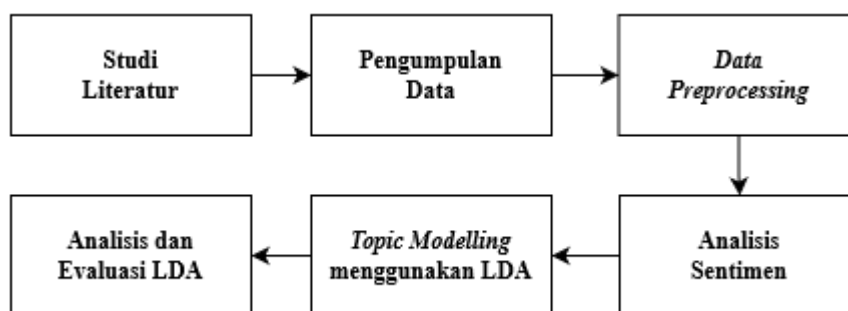 Studi
Literatur
Pengumpulan
Data
Data
Preprocessing
Analisis
Sentimen
Topic Modelling
menggunakan LDA
Analisis dan
Evaluasi LDA